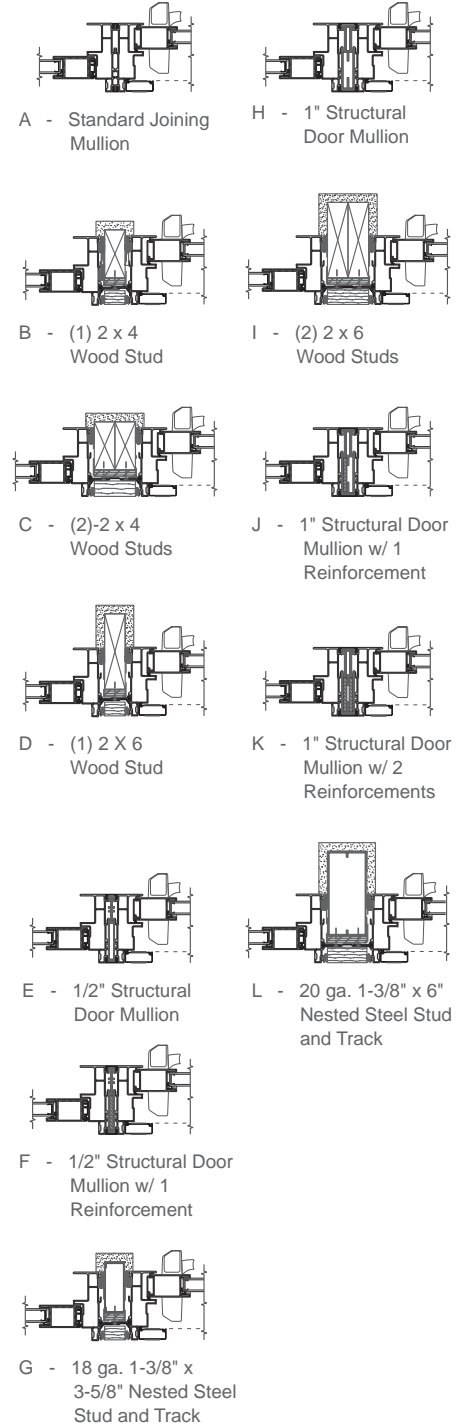 A - Standard Joining
Mullion
B - (1) 2 x 4
Wood Stud
C - (2)-2 x 4
Wood Studs
D - (1) 2 X 6
Wood Stud
E - 1/2" Structural
Door Mullion
F - 1/2" Structural Door
Mullion w/ 1
Reinforcement
G - 18 ga. 1-3/8" x
3-5/8" Nested Steel
Stud and Track
H - 1" Structural
Door Mullion
I - (2) 2 x 6
Wood Studs
J - 1" Structural Door
Mullion w/ 1
Reinforcement
K - 1" Structural Door
Mullion w/ 2
Reinforcements
L - 20 ga. 1-3/8" x 6"
Nested Steel Stud
and Track